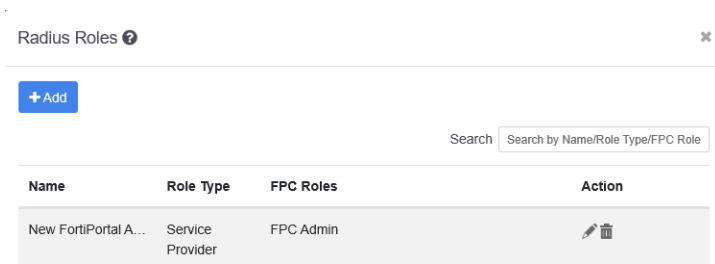 Radius Roles
+ Add
Search Search by Name/Role Type/FPC Role
Name Role Type FPC Roles Action
New FortiPortal A... Service Provider FPC Admin